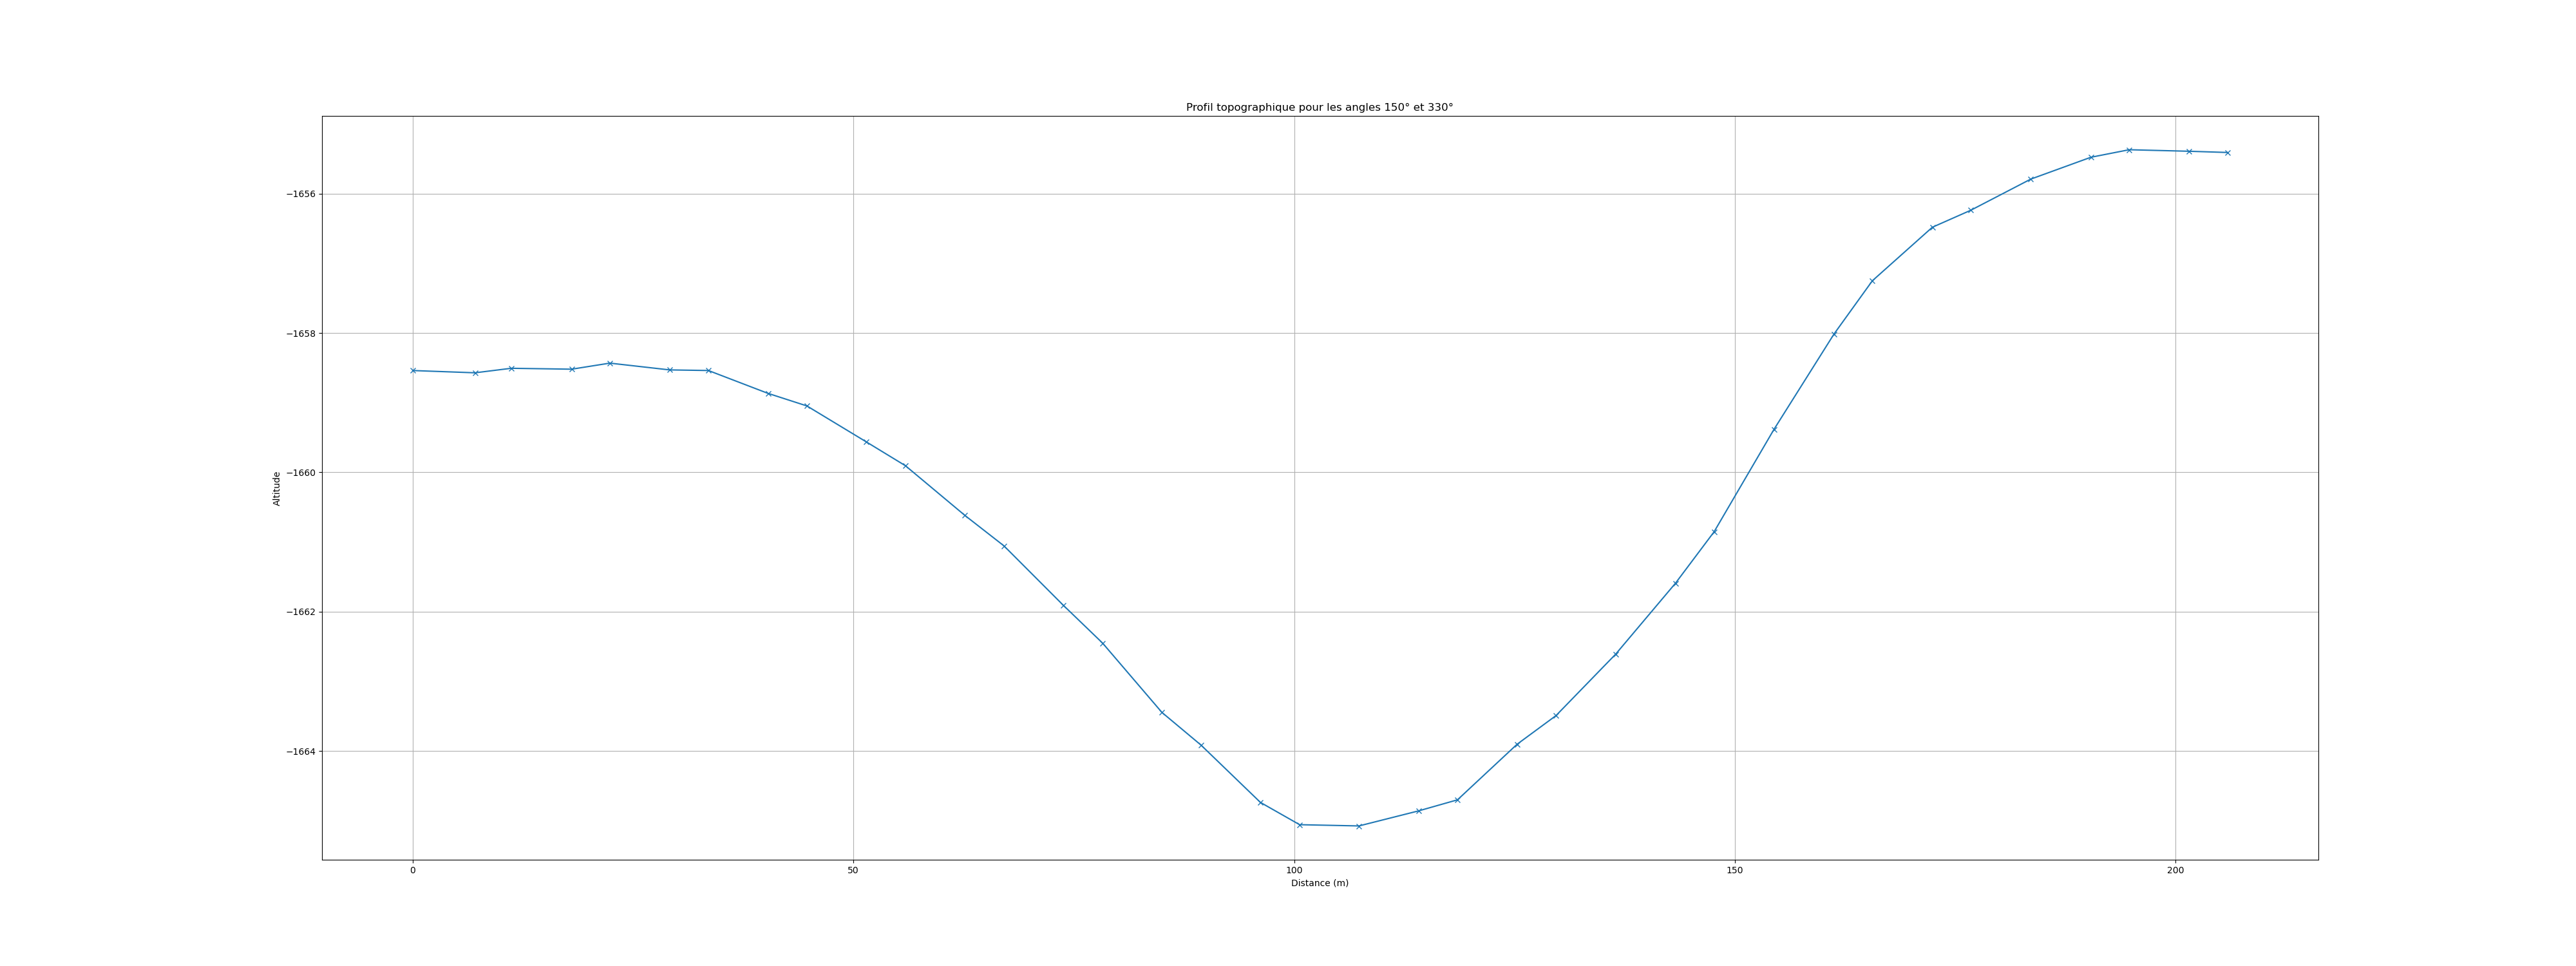 Profil topographique pour les angles 150° et 330°
−1656
−1658
−1660
−1662
−1664
Altitude
0 50 100 150 200
Distance (m)